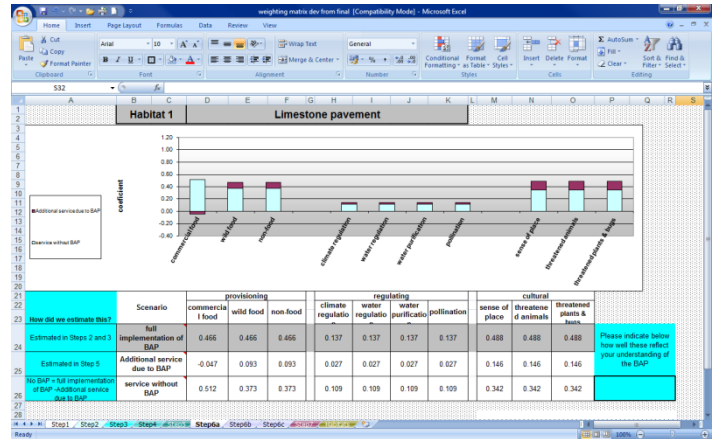 weighting matrix dev from final [Compatibility Mode] - Microsoft Excel
Home Insert Page Layout Formulas Data Review View
Cut
Copy
Format Painter
Paste
Clipboard
Arial 10
Font
Wrap Text
Merge & Center
Alignment
General
Number
Conditional Formatting
Format as Table
Cell Styles
Styles
Insert Delete Format
Cells
AutoSum
Fill
Clear
Sort & Filter
Find & Select
Editing
S32
A B C D E F G H I J K L M N O P Q R S
Habitat 1 Limestone pavement
coefficient
1.20
1.00
0.80
0.60
0.40
0.20
0.00
-0.20
-0.40
Additional service due to BAP
service without BAP
commercial food
wild food
non-food
climate regulation
water regulation
water purification
pollination
sense of place
threatened animals
threatened plants & bugs
provisioning regulating cultural
How did we estimate this? Scenario commercia l food wild food non-food climate regulatio water regulatio water purificatio pollination sense of place threatene d animals threatened plants & bugs
Estimated in Steps 2 and 3 full implementation of BAP 0.466 0.466 0.466 0.137 0.137 0.137 0.137 0.488 0.488 0.488
Please indicate below how well these reflect your understanding of the BAP
Estimated in Step 5 Additional service due to BAP -0.047 0.093 0.093 0.027 0.027 0.027 0.027 0.146 0.146 0.146
No BAP = full implementation of BAP -Additional service due to BAP service without BAP 0.512 0.373 0.373 0.109 0.109 0.109 0.109 0.342 0.342 0.342
Step1 Step2 Step3 Step4 Step5 Step6a Step6b Step6c
Ready 100%